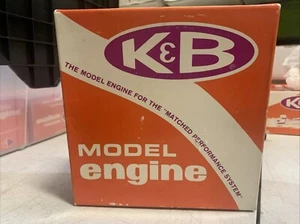 K&B
THE MODEL ENGINE FOR THE "MATCHED PERFORMANCE SYSTEM"
MODEL
engine